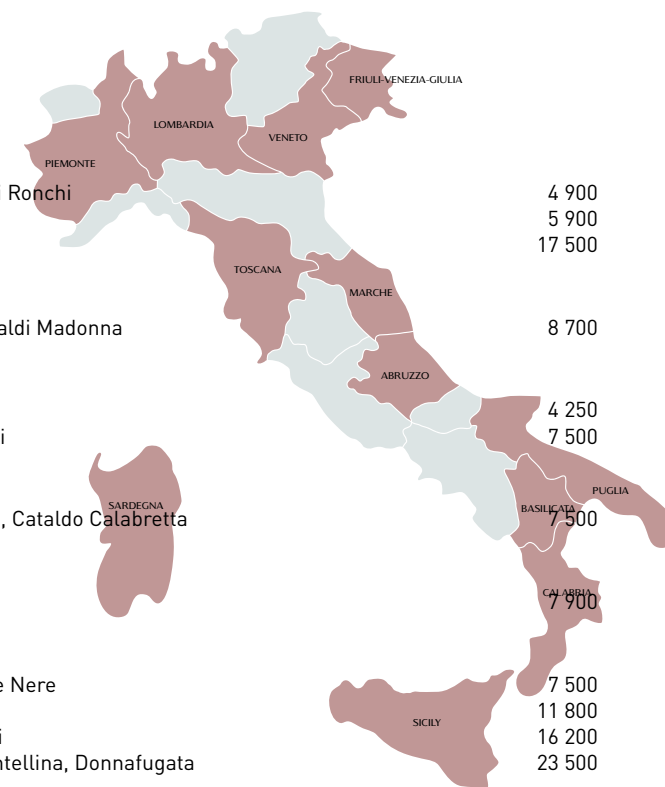 FRIULI-VENEZIA-GIULIA
LOMBARDIA
VENETO
PIEMONTE
i Ronchi 4 900
5 900
17 500
TOSCANA
MARCHE
aldi Madonna 8 700
ABRUZZO
4 250
i 7 500
PUGLIA
SARDEGNA
BASILICATA
, Cataldo Calabretta 7 500
CALABRIA
7 900
e Nere 7 500
11 800
SICILY
i 16 200
ntellina, Donnafugata 23 500